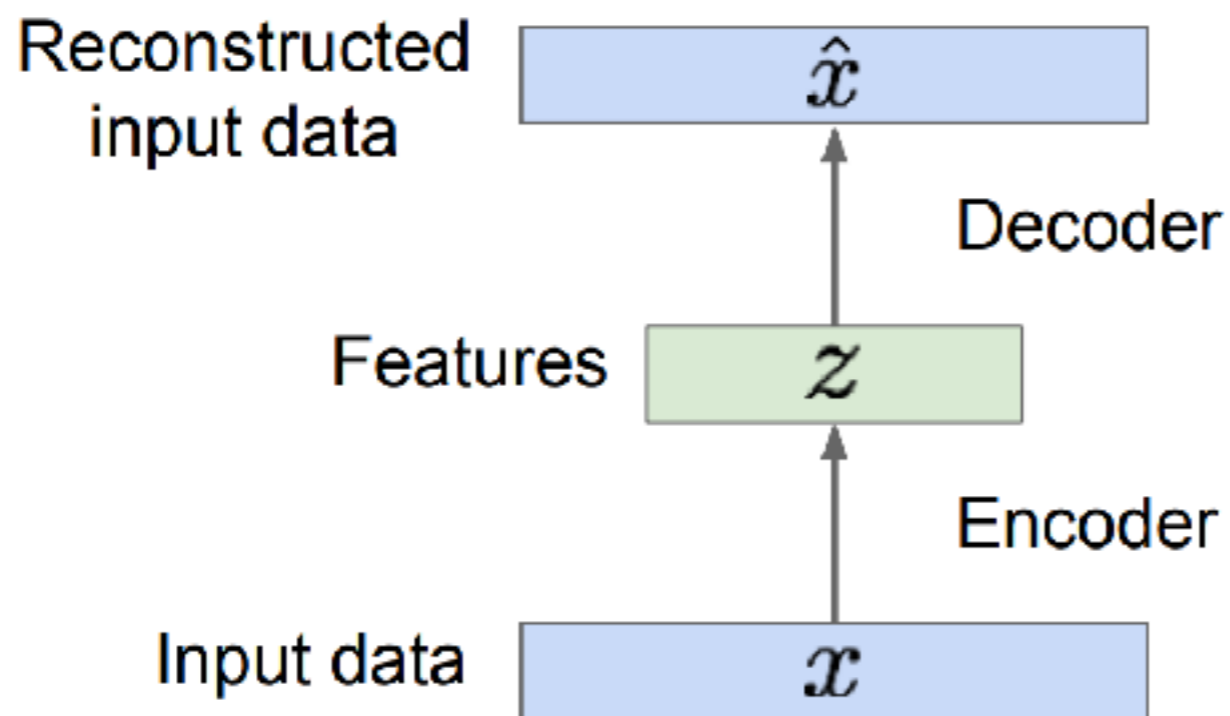 Reconstructed
input data
x̂
Decoder
Features
z
Encoder
Input data
x